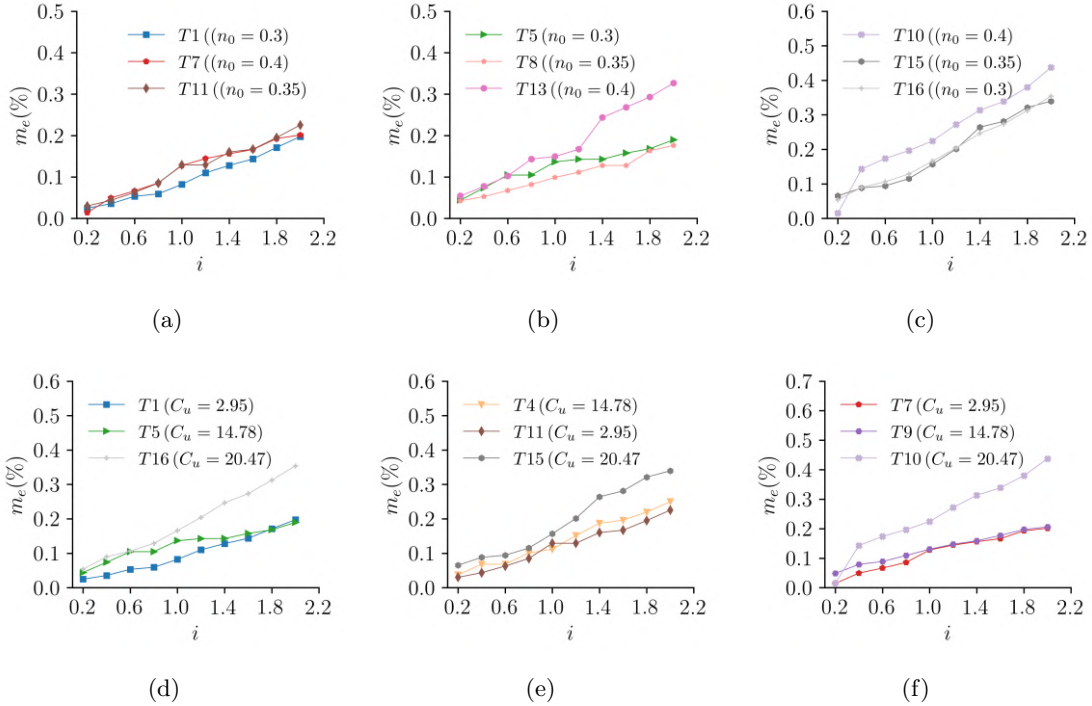 0.5
0.4
0.3
0.2
0.1
0.0
m_e(%)
T1 ((n_0 = 0.3)
T7 ((n_0 = 0.4)
T11 ((n_0 = 0.35)
0.2 0.6 1.0 1.4 1.8 2.2
i
(a)
0.5
0.4
0.3
0.2
0.1
0.0
m_e(%)
T5 (n_0 = 0.3)
T8 ((n_0 = 0.35)
T13 ((n_0 = 0.4)
0.2 0.6 1.0 1.4 1.8 2.2
i
(b)
0.6
0.5
0.4
0.3
0.2
0.1
0.0
m_e(%)
T10 ((n_0 = 0.4)
T15 ((n_0 = 0.35)
T16 ((n_0 = 0.3)
0.2 0.6 1.0 1.4 1.8 2.2
i
(c)
0.6
0.5
0.4
0.3
0.2
0.1
0.0
m_e(%)
T1 (C_u = 2.95)
T5 (C_u = 14.78)
T16 (C_u = 20.47)
0.2 0.6 1.0 1.4 1.8 2.2
i
(d)
0.6
0.5
0.4
0.3
0.2
0.1
0.0
m_e(%)
T4 (C_u = 14.78)
T11 (C_u = 2.95)
T15 (C_u = 20.47
0.2 0.6 1.0 1.4 1.8 2.2
i
(e)
0.7
0.6
0.5
0.4
0.3
0.2
0.1
0.0
m_e(%)
T7 (C_u = 2.95)
T9 (C_u = 14.78)
T10 (C_u = 20.47)
0.2 0.6 1.0 1.4 1.8 2.2
i
(f)